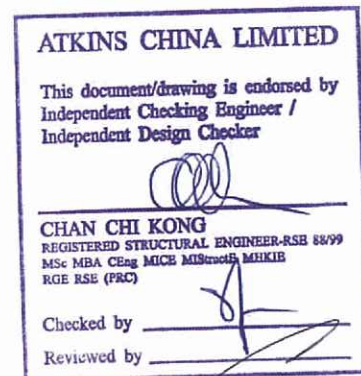 ATKINS CHINA LIMITED
This document/drawing is endorsed by
Independent Checking Engineer /
Independent Design Checker
CHAN CHI KONG
REGISTERED STRUCTURAL ENGINEER-RSE 88/99
MSc MBA CEng MICE MIStructE MHKIE
RGE RSE (PRC)
Checked by
Reviewed by